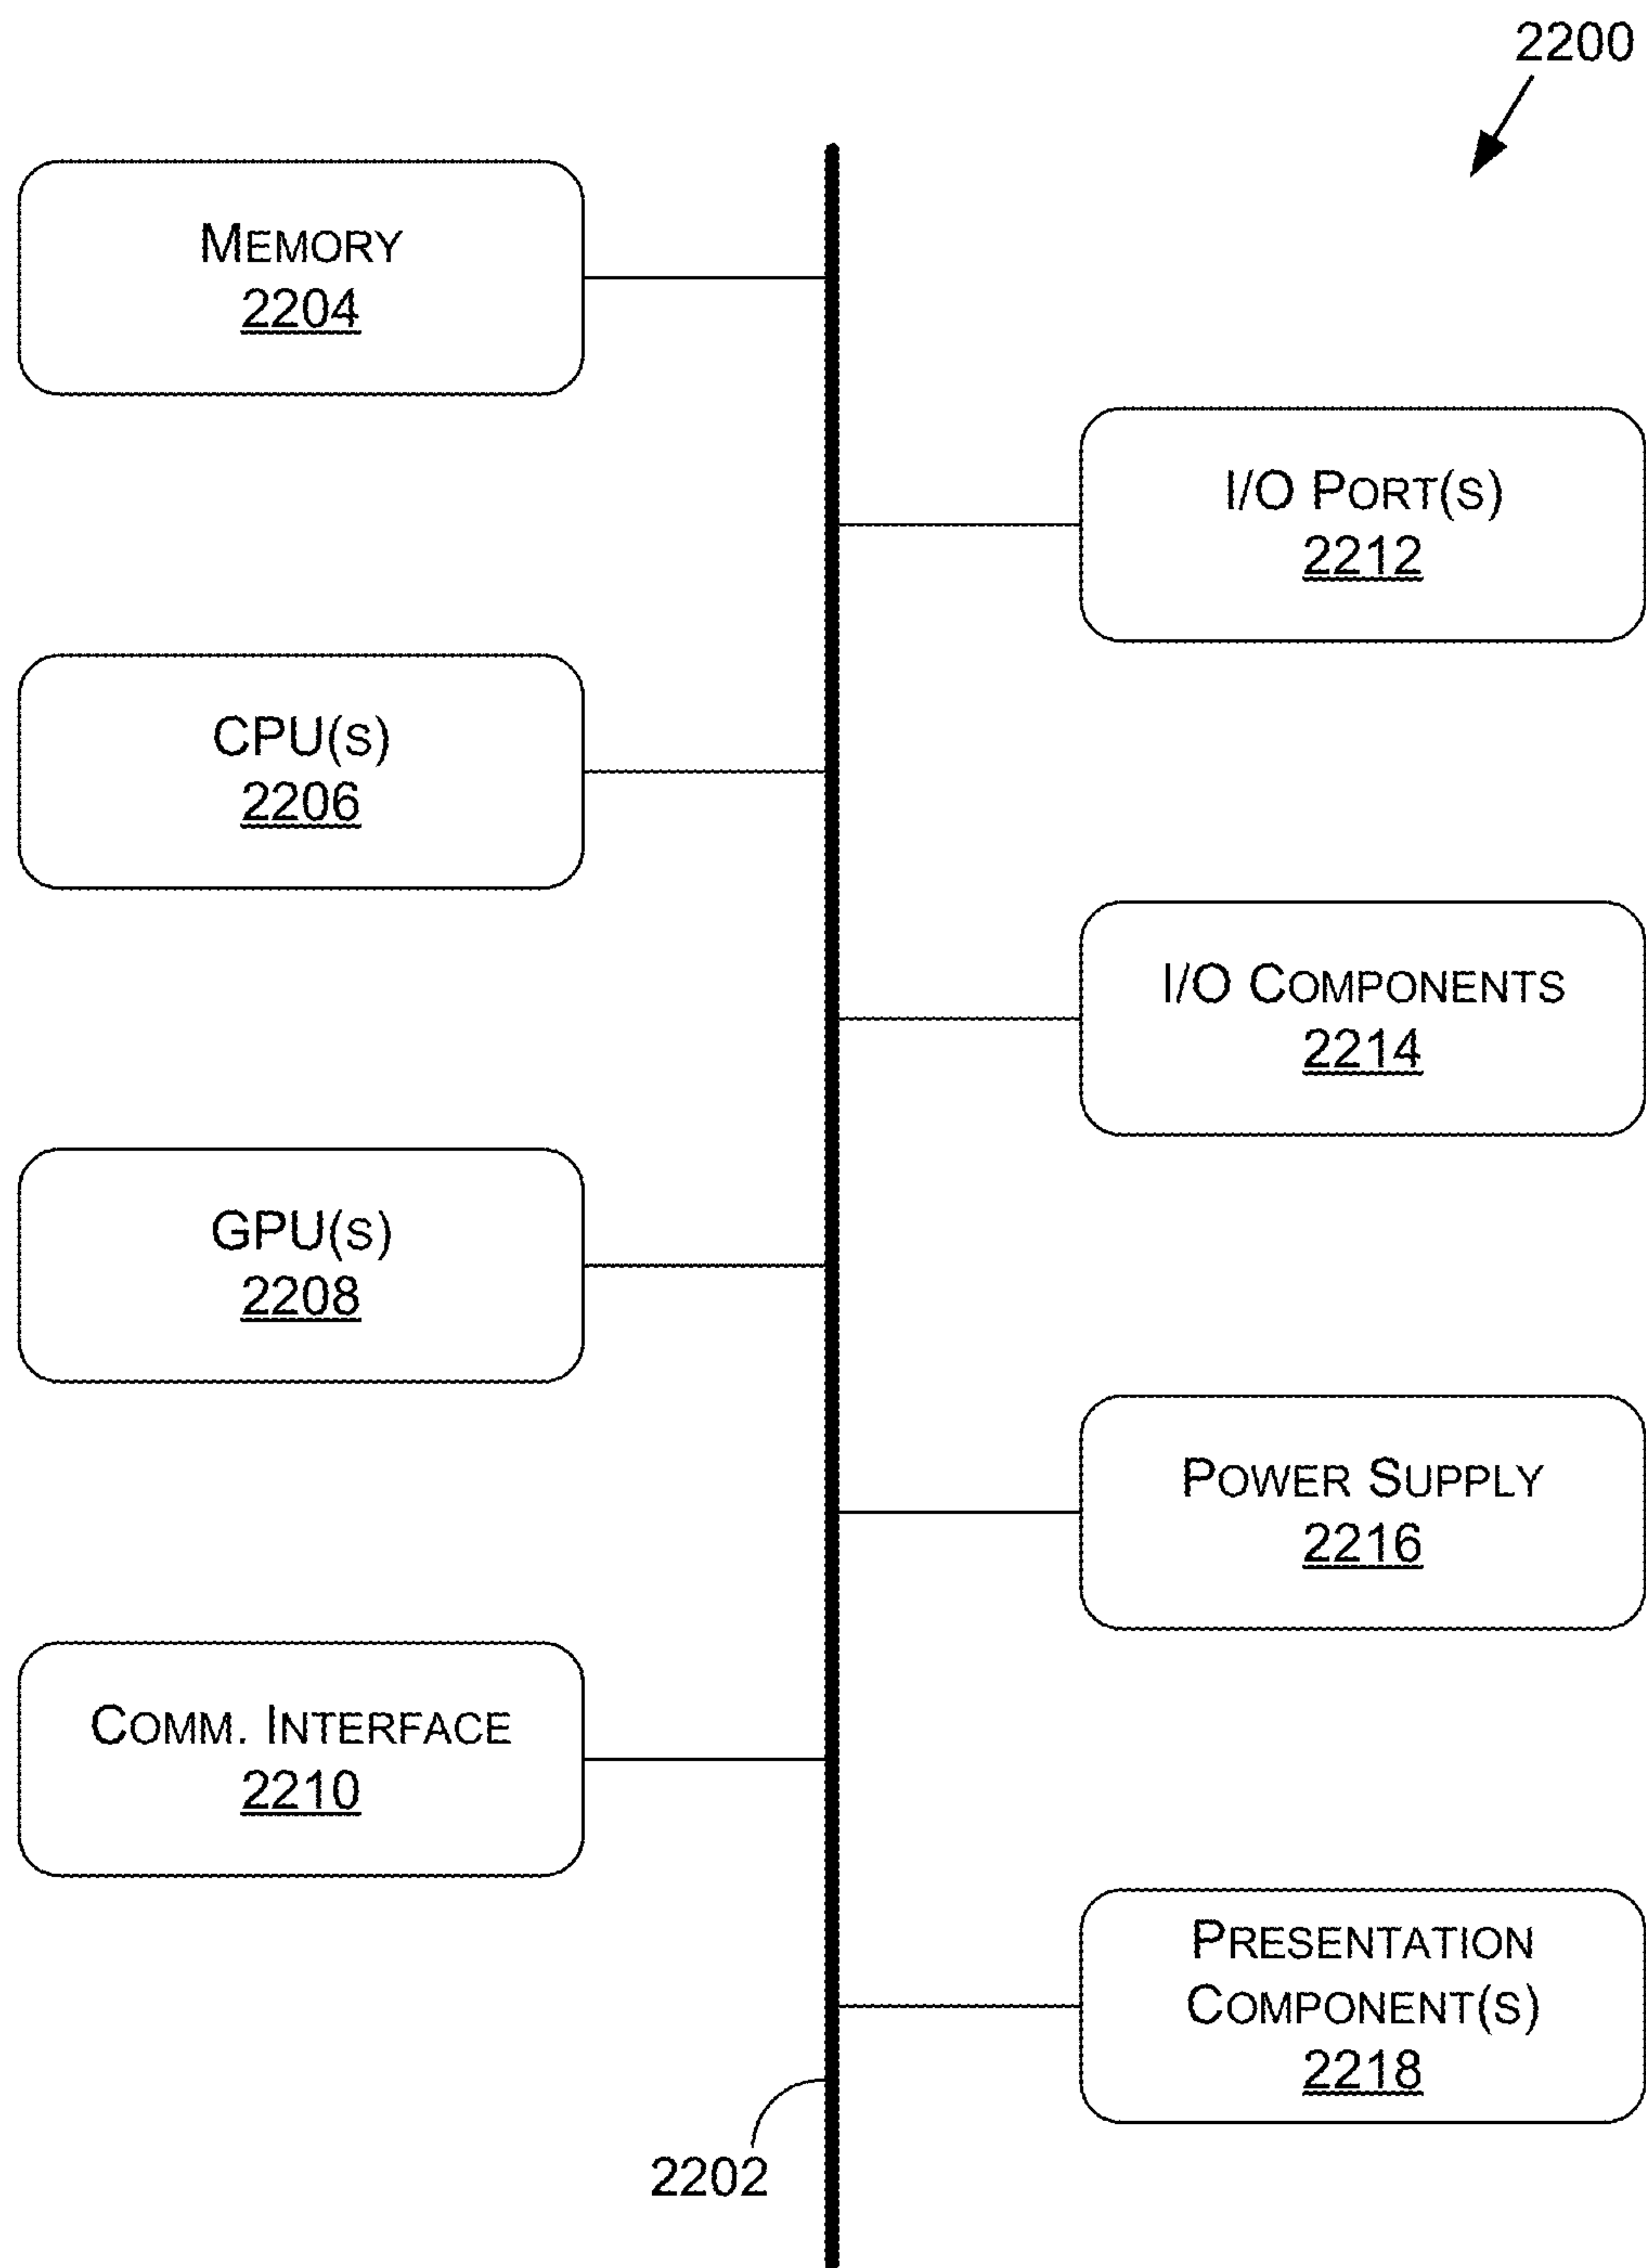 2200
MEMORY
2204
I/O PORT(S)
2212
CPU(S)
2206
I/O COMPONENTS
2214
GPU(S)
2208
POWER SUPPLY
2216
COMM. INTERFACE
2210
PRESENTATION
COMPONENT(S)
2218
2202